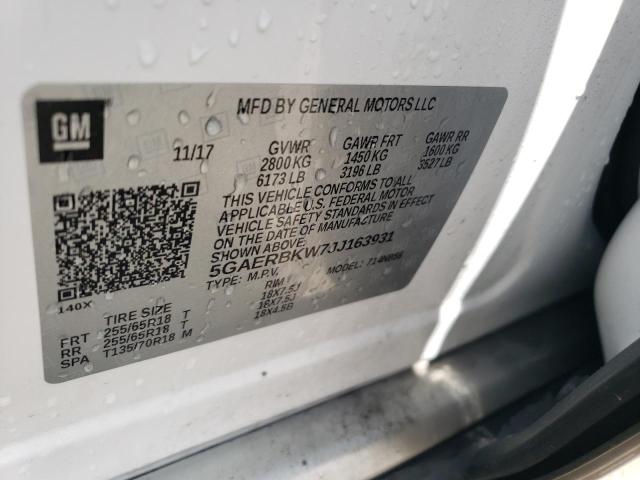 GM
MFD BY GENERAL MOTORS LLC
11/17 GVWR GAWR FRT GAWR RR
2800 KG 1450 KG 1600 KG
6173 LB 3196 LB 3527 LB
THIS VEHICLE CONFORMS TO ALL
APPLICABLE U.S. FEDERAL MOTOR
VEHICLE SAFETY STANDARDS IN EFFECT
ON THE DATE OF MANUFACTURE
SHOWN ABOVE.
5GAERBKW7JJ163931
TYPE: M.P.V. MODEL:
140X
TIRE SIZE RIM
FRT 255/65R18 T 18X7.5J
RR 255/65R18 T 18X7.5J
SPA T135/70R18 M 18X4.5B